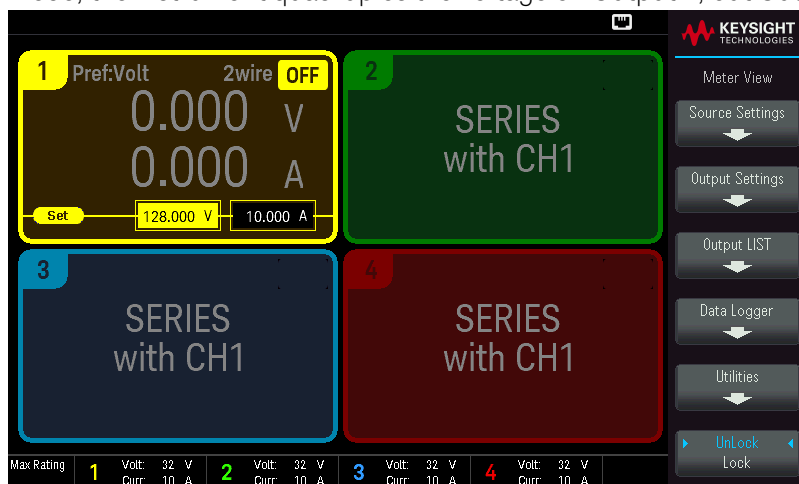 KEYSIGHT
TECHNOLOGIES
Meter View
Source Settings
Output Settings
Output LIST
Data Logger
Utilities
UnLock
Lock
1 Pref:Volt 2wire OFF
0.000 V
0.000 A
Set 128.000 V 10.000 A
2
SERIES
with CH1
3
SERIES
with CH1
4
SERIES
with CH1
Max Rating 1 Volt: 32 V 2 Volt: 32 V 3 Volt: 32 V 4 Volt: 32 V
Curr: 10 A Curr: 10 A Curr: 10 A Curr: 10 A